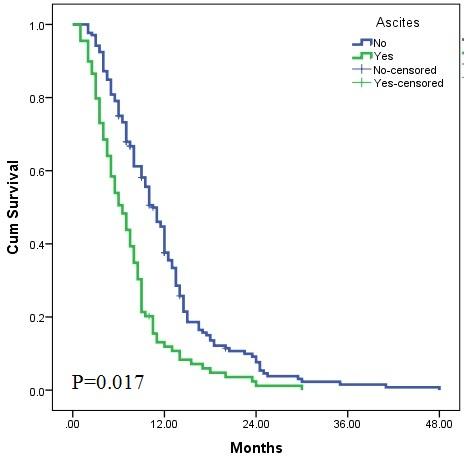 Ascites
No
Yes
No-censored
Yes-censored
Cum Survival
1.0
0.8
0.6
0.4
0.2
0.0
P=0.017
.00 12.00 24.00 36.00 48.00
Months